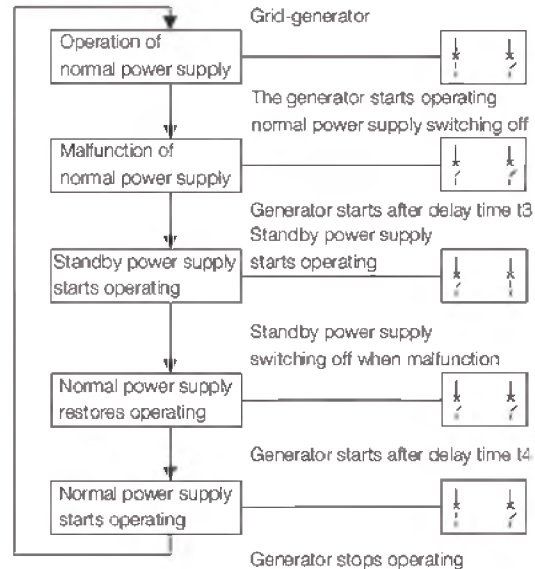 Grid-generator
Operation of
normal power supply
The generator starts operating
normal power supply switching off
Malfunction of
normal power supply
Generator starts after delay time t3
Standby power supply
starts operating
Standby power supply
starts operating
Standby power supply
switching off when malfunction
Normal power supply
restores operating
Generator starts after delay time t4
Normal power supply
starts operating
Generator stops operating